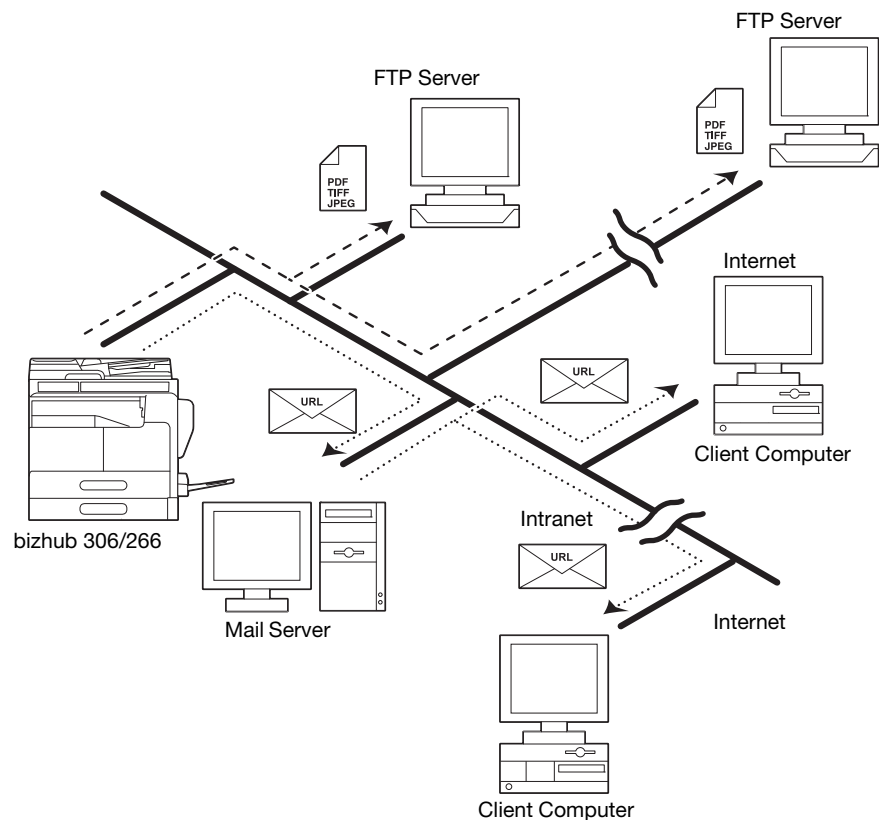 FTP Server
FTP Server
PDF
TIFF
JPEG
PDF
TIFF
JPEG
Internet
URL
URL
Client Computer
bizhub 306/266
Intranet
URL
Mail Server
Internet
Client Computer